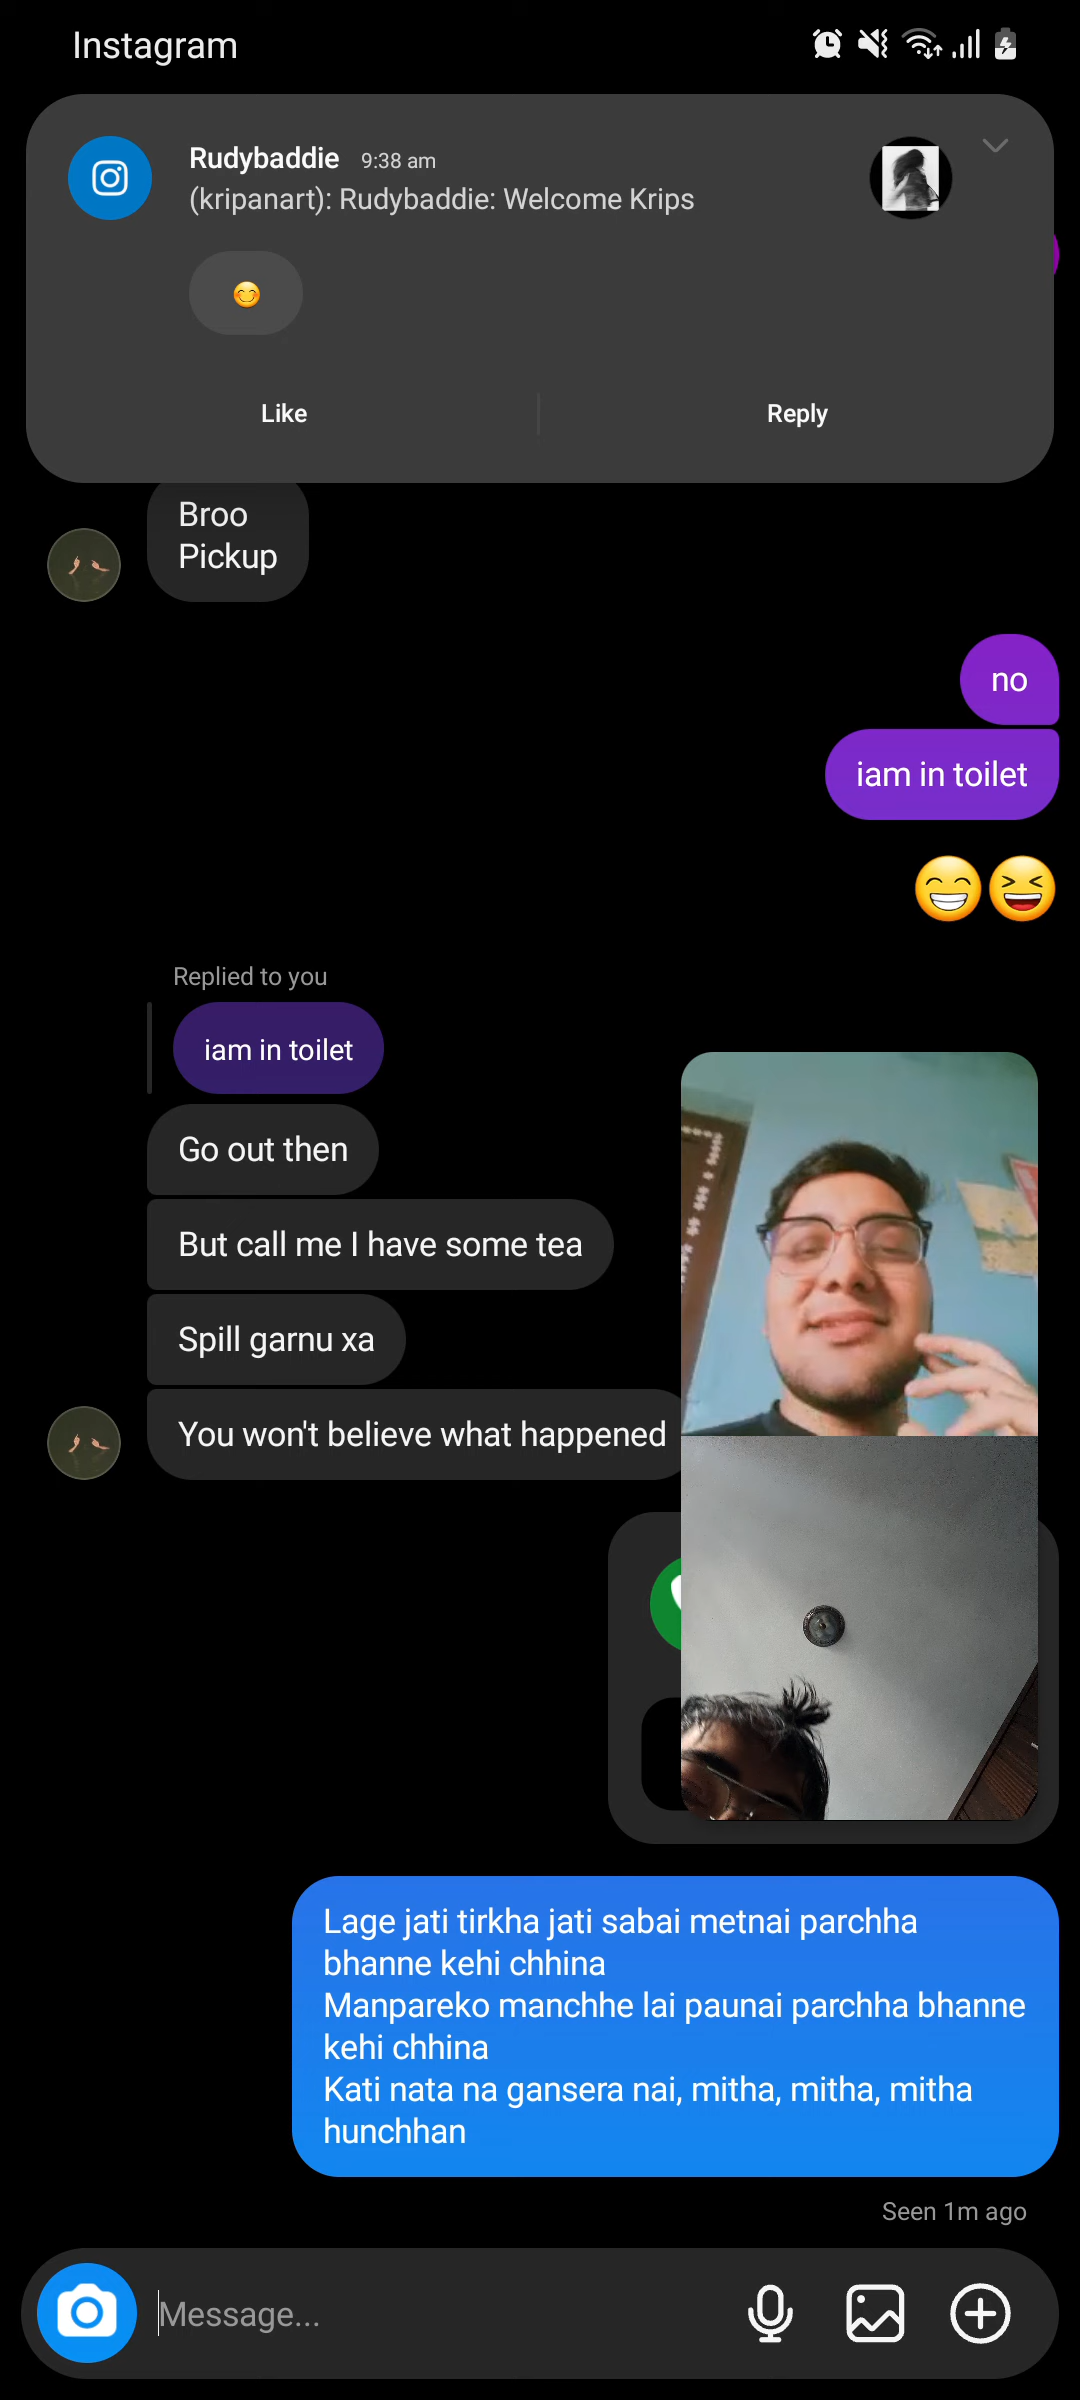 Instagram
Rudybaddie 9:38 am
(kripanart): Rudybaddie: Welcome Krips
Like
Reply
Broo
Pickup
no
iam in toilet
Replied to you
iam in toilet
Go out then
But call me I have some tea
Spill garnu xa
You won't believe what happened
Lage jati tirkha jati sabai metnai parchha
bhanne kehi chhina
Manpareko manchhe lai paunai parchha bhanne
kehi chhina
Kati nata na gansera nai, mitha, mitha, mitha
hunchhan
Seen 1m ago
Message...